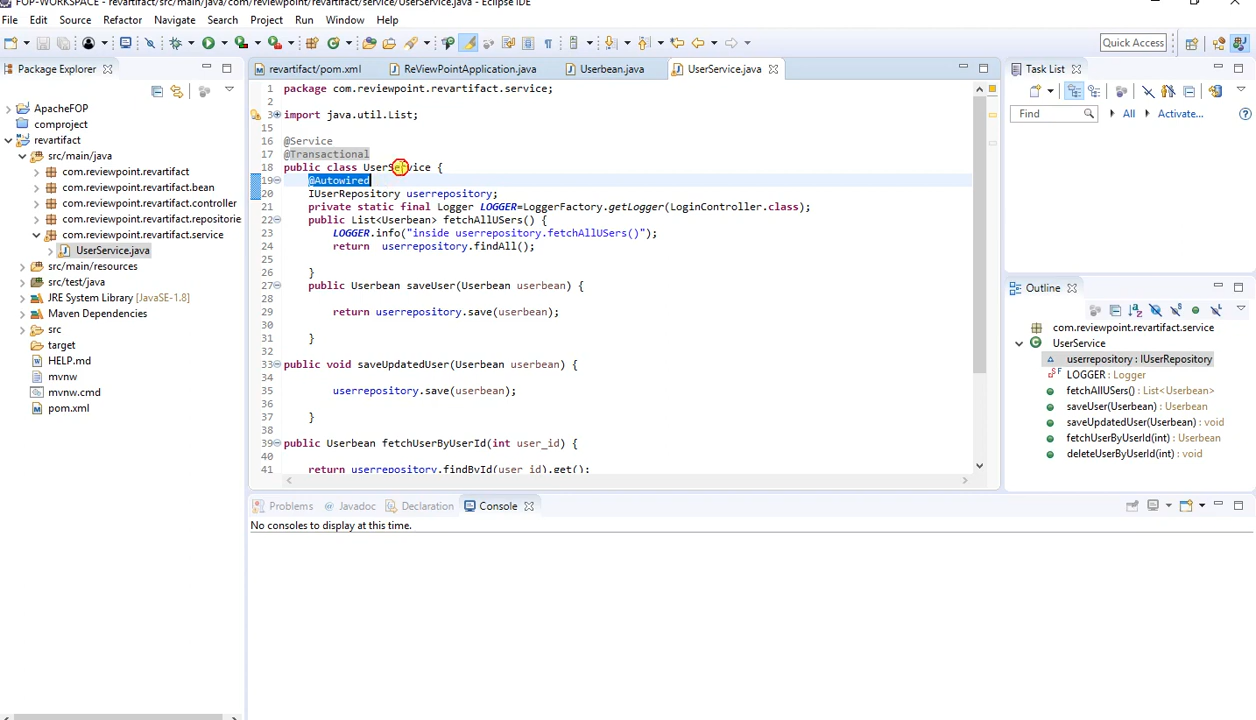 FOP-WORKSPACE - revartifact/src/main/java/com/reviewpoint/revartifact/service/UserService.java - Eclipse IDE
File Edit Source Refactor Navigate Search Project Run Window Help
Quick Access
Package Explorer
ApacheFOP
comproject
revartifact
src/main/java
com.reviewpoint.revartifact
com.reviewpoint.revartifact.bean
com.reviewpoint.revartifact.controller
com.reviewpoint.revartifact.repositorie
com.reviewpoint.revartifact.service
UserService.java
src/main/resources
src/test/java
JRE System Library [JavaSE-1.8]
Maven Dependencies
src
target
HELP.md
mvnw
mvnw.cmd
pom.xml
revartifact/pom.xml ReViewPointApplication.java Userbean.java UserService.java
1 package com.reviewpoint.revartifact.service;
2
3 import java.util.List;
15
16 @Service
17 @Transactional
18 public class UserService {
19 @Autowired
20 IUserRepository userrepository;
21 private static final Logger LOGGER=LoggerFactory.getLogger(LoginController.class);
22 public List<Userbean> fetchAllUSers() {
23 LOGGER.info("inside userrepository.fetchAllUSers()");
24 return userrepository.findAll();
25
26 }
27 public Userbean saveUser(Userbean userbean) {
28
29 return userrepository.save(userbean);
30
31 }
32
33 public void saveUpdatedUser(Userbean userbean) {
34
35 userrepository.save(userbean);
36
37 }
38
39 public Userbean fetchUserByUserId(int user_id) {
40
41 return userrepository.findById(user_id).get();
Problems @ Javadoc Declaration Console
No consoles to display at this time.
Task List
Find All Activate...
Outline
com.reviewpoint.revartifact.service
UserService
userrepository : IUserRepository
LOGGER : Logger
fetchAllUSers() : List<Userbean>
saveUser(Userbean) : Userbean
saveUpdatedUser(Userbean) : void
fetchUserByUserId(int) : Userbean
deleteUserByUserId(int) : void